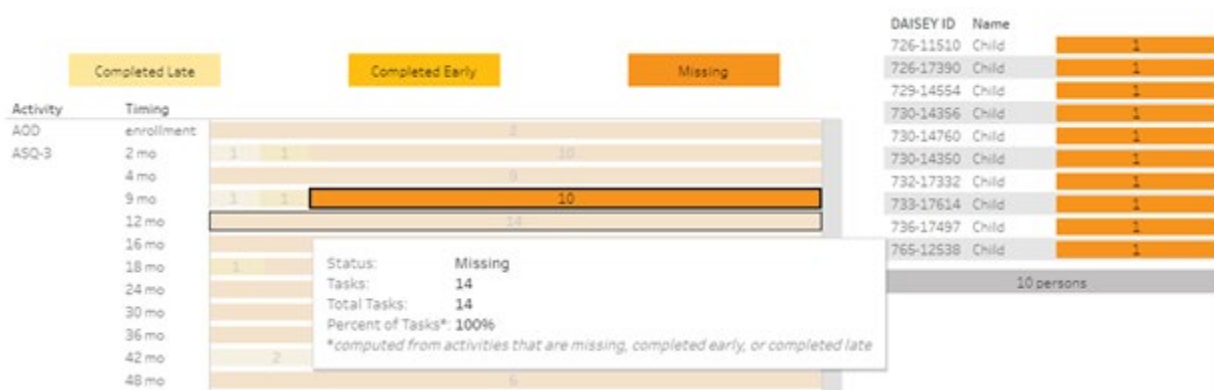 DAISEY ID Name
726-11510 Child 1
726-17390 Child 1
729-14554 Child 1
730-14356 Child 1
730-14760 Child 1
730-14350 Child 1
732-17332 Child 1
733-17614 Child 1
736-17497 Child 1
765-12538 Child 1
10 persons
Completed Late Completed Early Missing
Activity Timing
AOD enrollment 2
ASQ-3 2 mo 1 1 10
4 mo 9
9 mo 1 1 10
12 mo 14
16 mo
18 mo 1
24 mo
30 mo
36 mo
42 mo 2
48 mo 6
Status: Missing
Tasks: 14
Total Tasks: 14
Percent of Tasks*: 100%
*computed from activities that are missing, completed early, or completed late